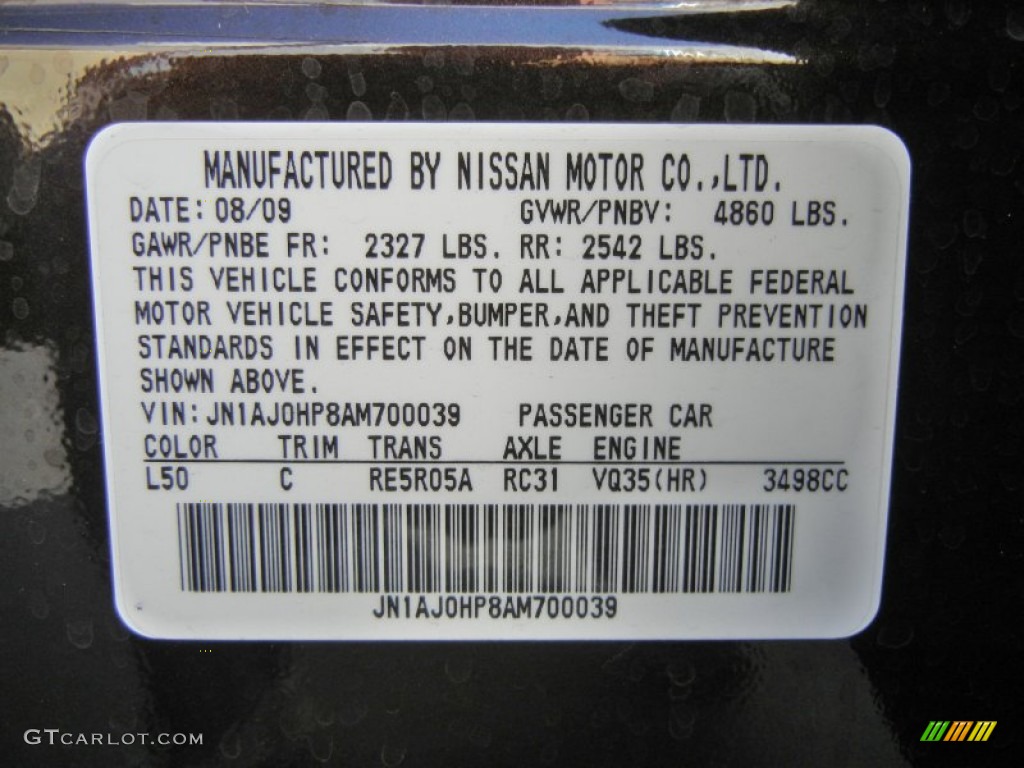 MANUFACTURED BY NISSAN MOTOR CO.,LTD.
DATE: 08/09 GVWR/PNBV: 4860 LBS.
GAWR/PNBE FR: 2327 LBS. RR: 2542 LBS.
THIS VEHICLE CONFORMS TO ALL APPLICABLE FEDERAL
MOTOR VEHICLE SAFETY,BUMPER,AND THEFT PREVENTION
STANDARDS IN EFFECT ON THE DATE OF MANUFACTURE
SHOWN ABOVE.
VIN:JN1AJ0HP8AM700039 PASSENGER CAR
COLOR TRIM TRANS AXLE ENGINE
L50 C RE5R05A RC31 VQ35(HR) 3498CC
JN1AJ0HP8AM700039
GTCARLOT.COM